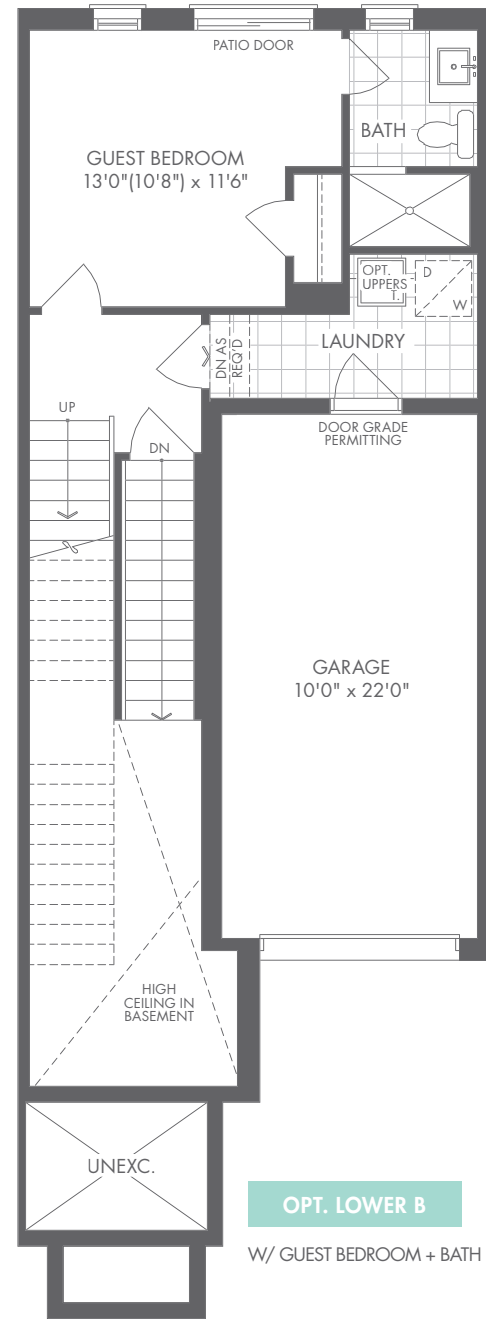 PATIO DOOR
BATH
GUEST BEDROOM
13'0"(10'8") x 11'6"
OPT.
UPPERS
T.
D
W
LAUNDRY
DN AS
REQ'D
UP
DN
DOOR GRADE
PERMITTING
GARAGE
10'0" x 22'0"
HIGH
CEILING IN
BASEMENT
UNEXC.
OPT. LOWER B
W/ GUEST BEDROOM + BATH